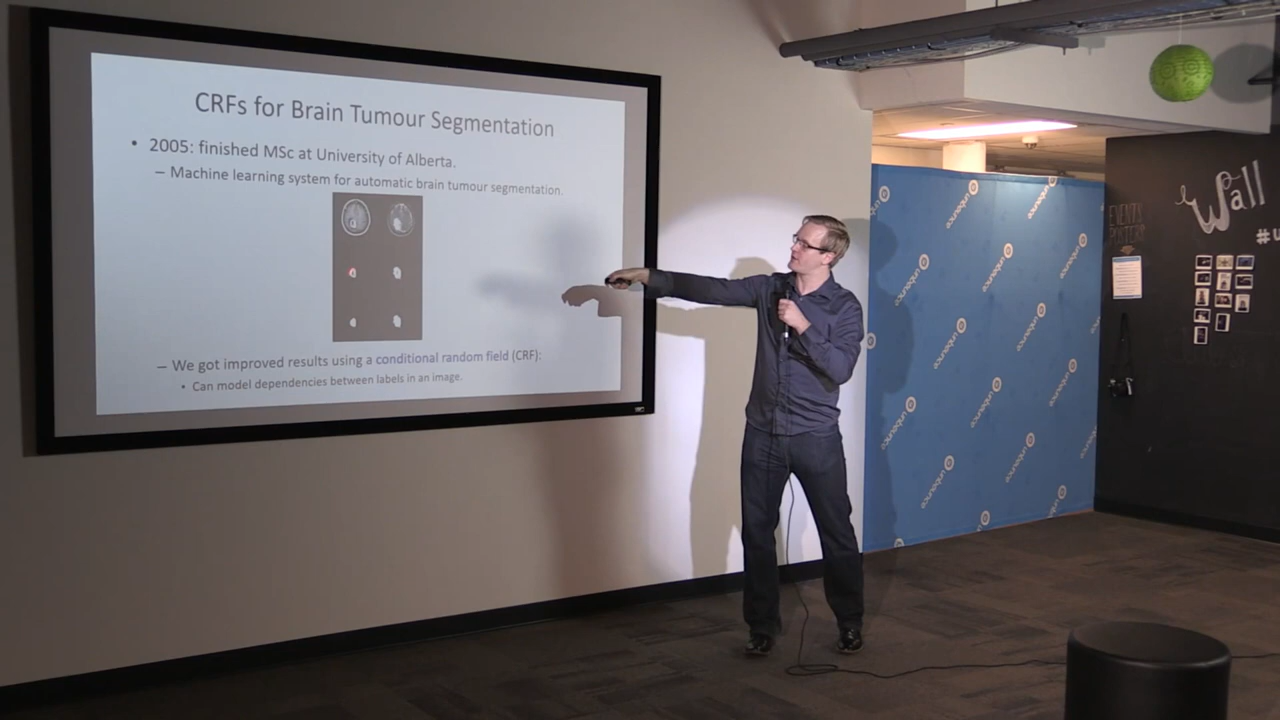 CRFs for Brain Tumour Segmentation
• 2005: finished MSc at University of Alberta.
– Machine learning system for automatic brain tumour segmentation.
– We got improved results using a conditional random field (CRF):
• Can model dependencies between labels in an image.
Wall
#u
EVENTS